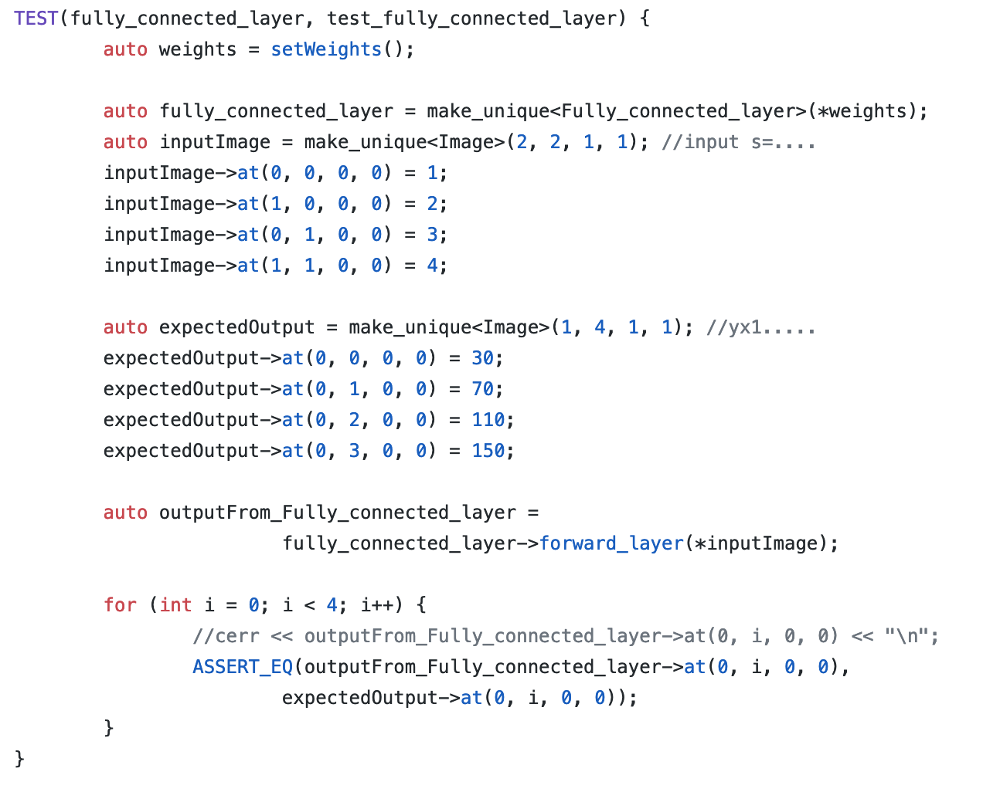 TEST(fully_connected_layer, test_fully_connected_layer) {
        auto weights = setWeights();

        auto fully_connected_layer = make_unique<Fully_connected_layer>(*weights);
        auto inputImage = make_unique<Image>(2, 2, 1, 1); //input s=....
        inputImage->at(0, 0, 0, 0) = 1;
        inputImage->at(1, 0, 0, 0) = 2;
        inputImage->at(0, 1, 0, 0) = 3;
        inputImage->at(1, 1, 0, 0) = 4;

        auto expectedOutput = make_unique<Image>(1, 4, 1, 1); //yx1.....
        expectedOutput->at(0, 0, 0, 0) = 30;
        expectedOutput->at(0, 1, 0, 0) = 70;
        expectedOutput->at(0, 2, 0, 0) = 110;
        expectedOutput->at(0, 3, 0, 0) = 150;

        auto outputFrom_Fully_connected_layer =
                        fully_connected_layer->forward_layer(*inputImage);

        for (int i = 0; i < 4; i++) {
                //cerr << outputFrom_Fully_connected_layer->at(0, i, 0, 0) << "\n";
                ASSERT_EQ(outputFrom_Fully_connected_layer->at(0, i, 0, 0),
                        expectedOutput->at(0, i, 0, 0));
        }
}